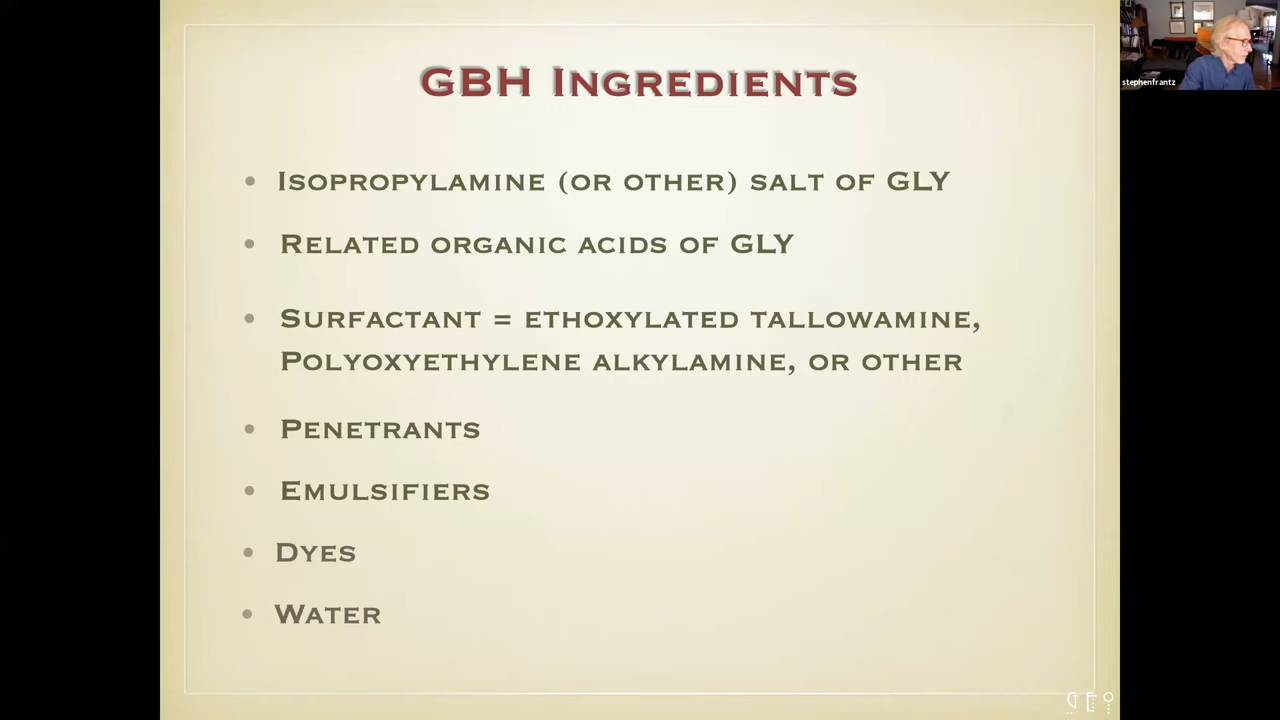 GBH Ingredients
• Isopropylamine (or other) salt of GLY
• Related organic acids of GLY
• Surfactant = ethoxylated tallowamine,
Polyoxyethylene alkylamine, or other
• Penetrants
• Emulsifiers
• Dyes
• Water
stephenfrantz
GEO